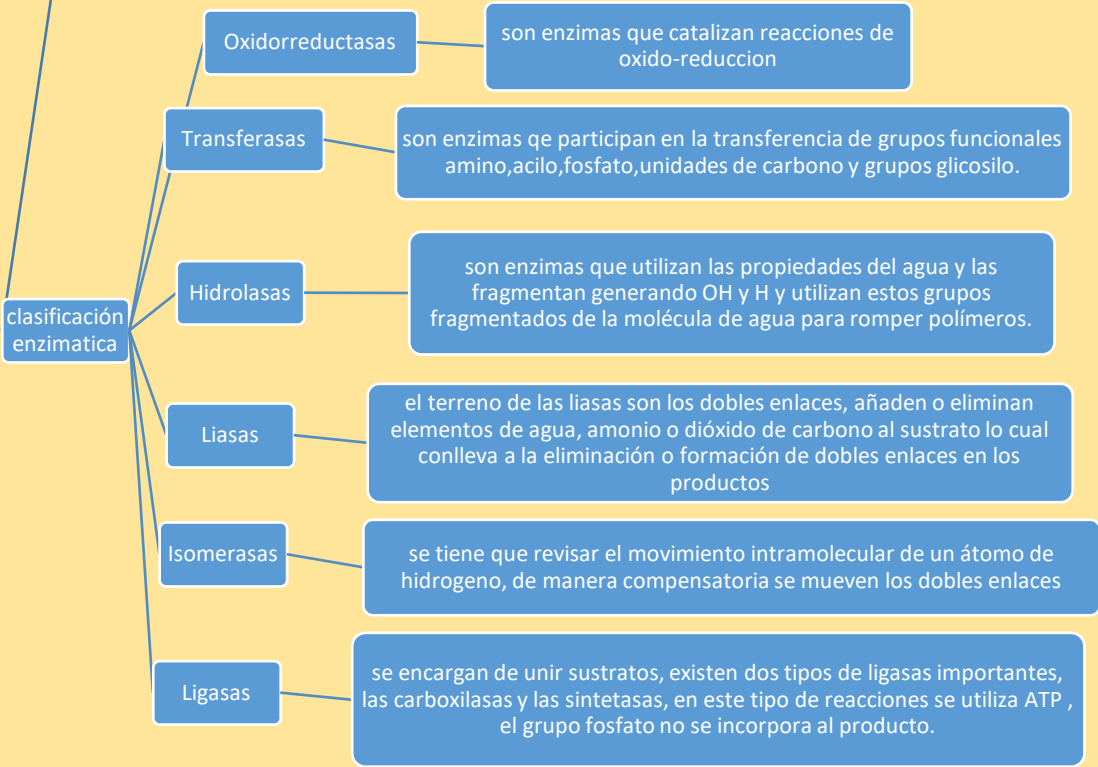 Oxidorreductasas
son enzimas que catalizan reacciones de
oxido-reduccion
Transferasas
son enzimas qe participan en la transferencia de grupos funcionales
amino,acilo,fosfato,unidades de carbono y grupos glicosilo.
Hidrolasas
son enzimas que utilizan las propiedades del agua y las
fragmentan generando OH y H y utilizan estos grupos
fragmentados de la molécula de agua para romper polímeros.
clasificación
enzimatica
Liasas
el terreno de las liasas son los dobles enlaces, añaden o eliminan
elementos de agua, amonio o dióxido de carbono al sustrato lo cual
conlleva a la eliminación o formación de dobles enlaces en los
productos
Isomerasas
se tiene que revisar el movimiento intramolecular de un átomo de
hidrogeno, de manera compensatoria se mueven los dobles enlaces
Ligasas
se encargan de unir sustratos, existen dos tipos de ligasas importantes,
las carboxilasas y las sintetasas, en este tipo de reacciones se utiliza ATP ,
el grupo fosfato no se incorpora al producto.